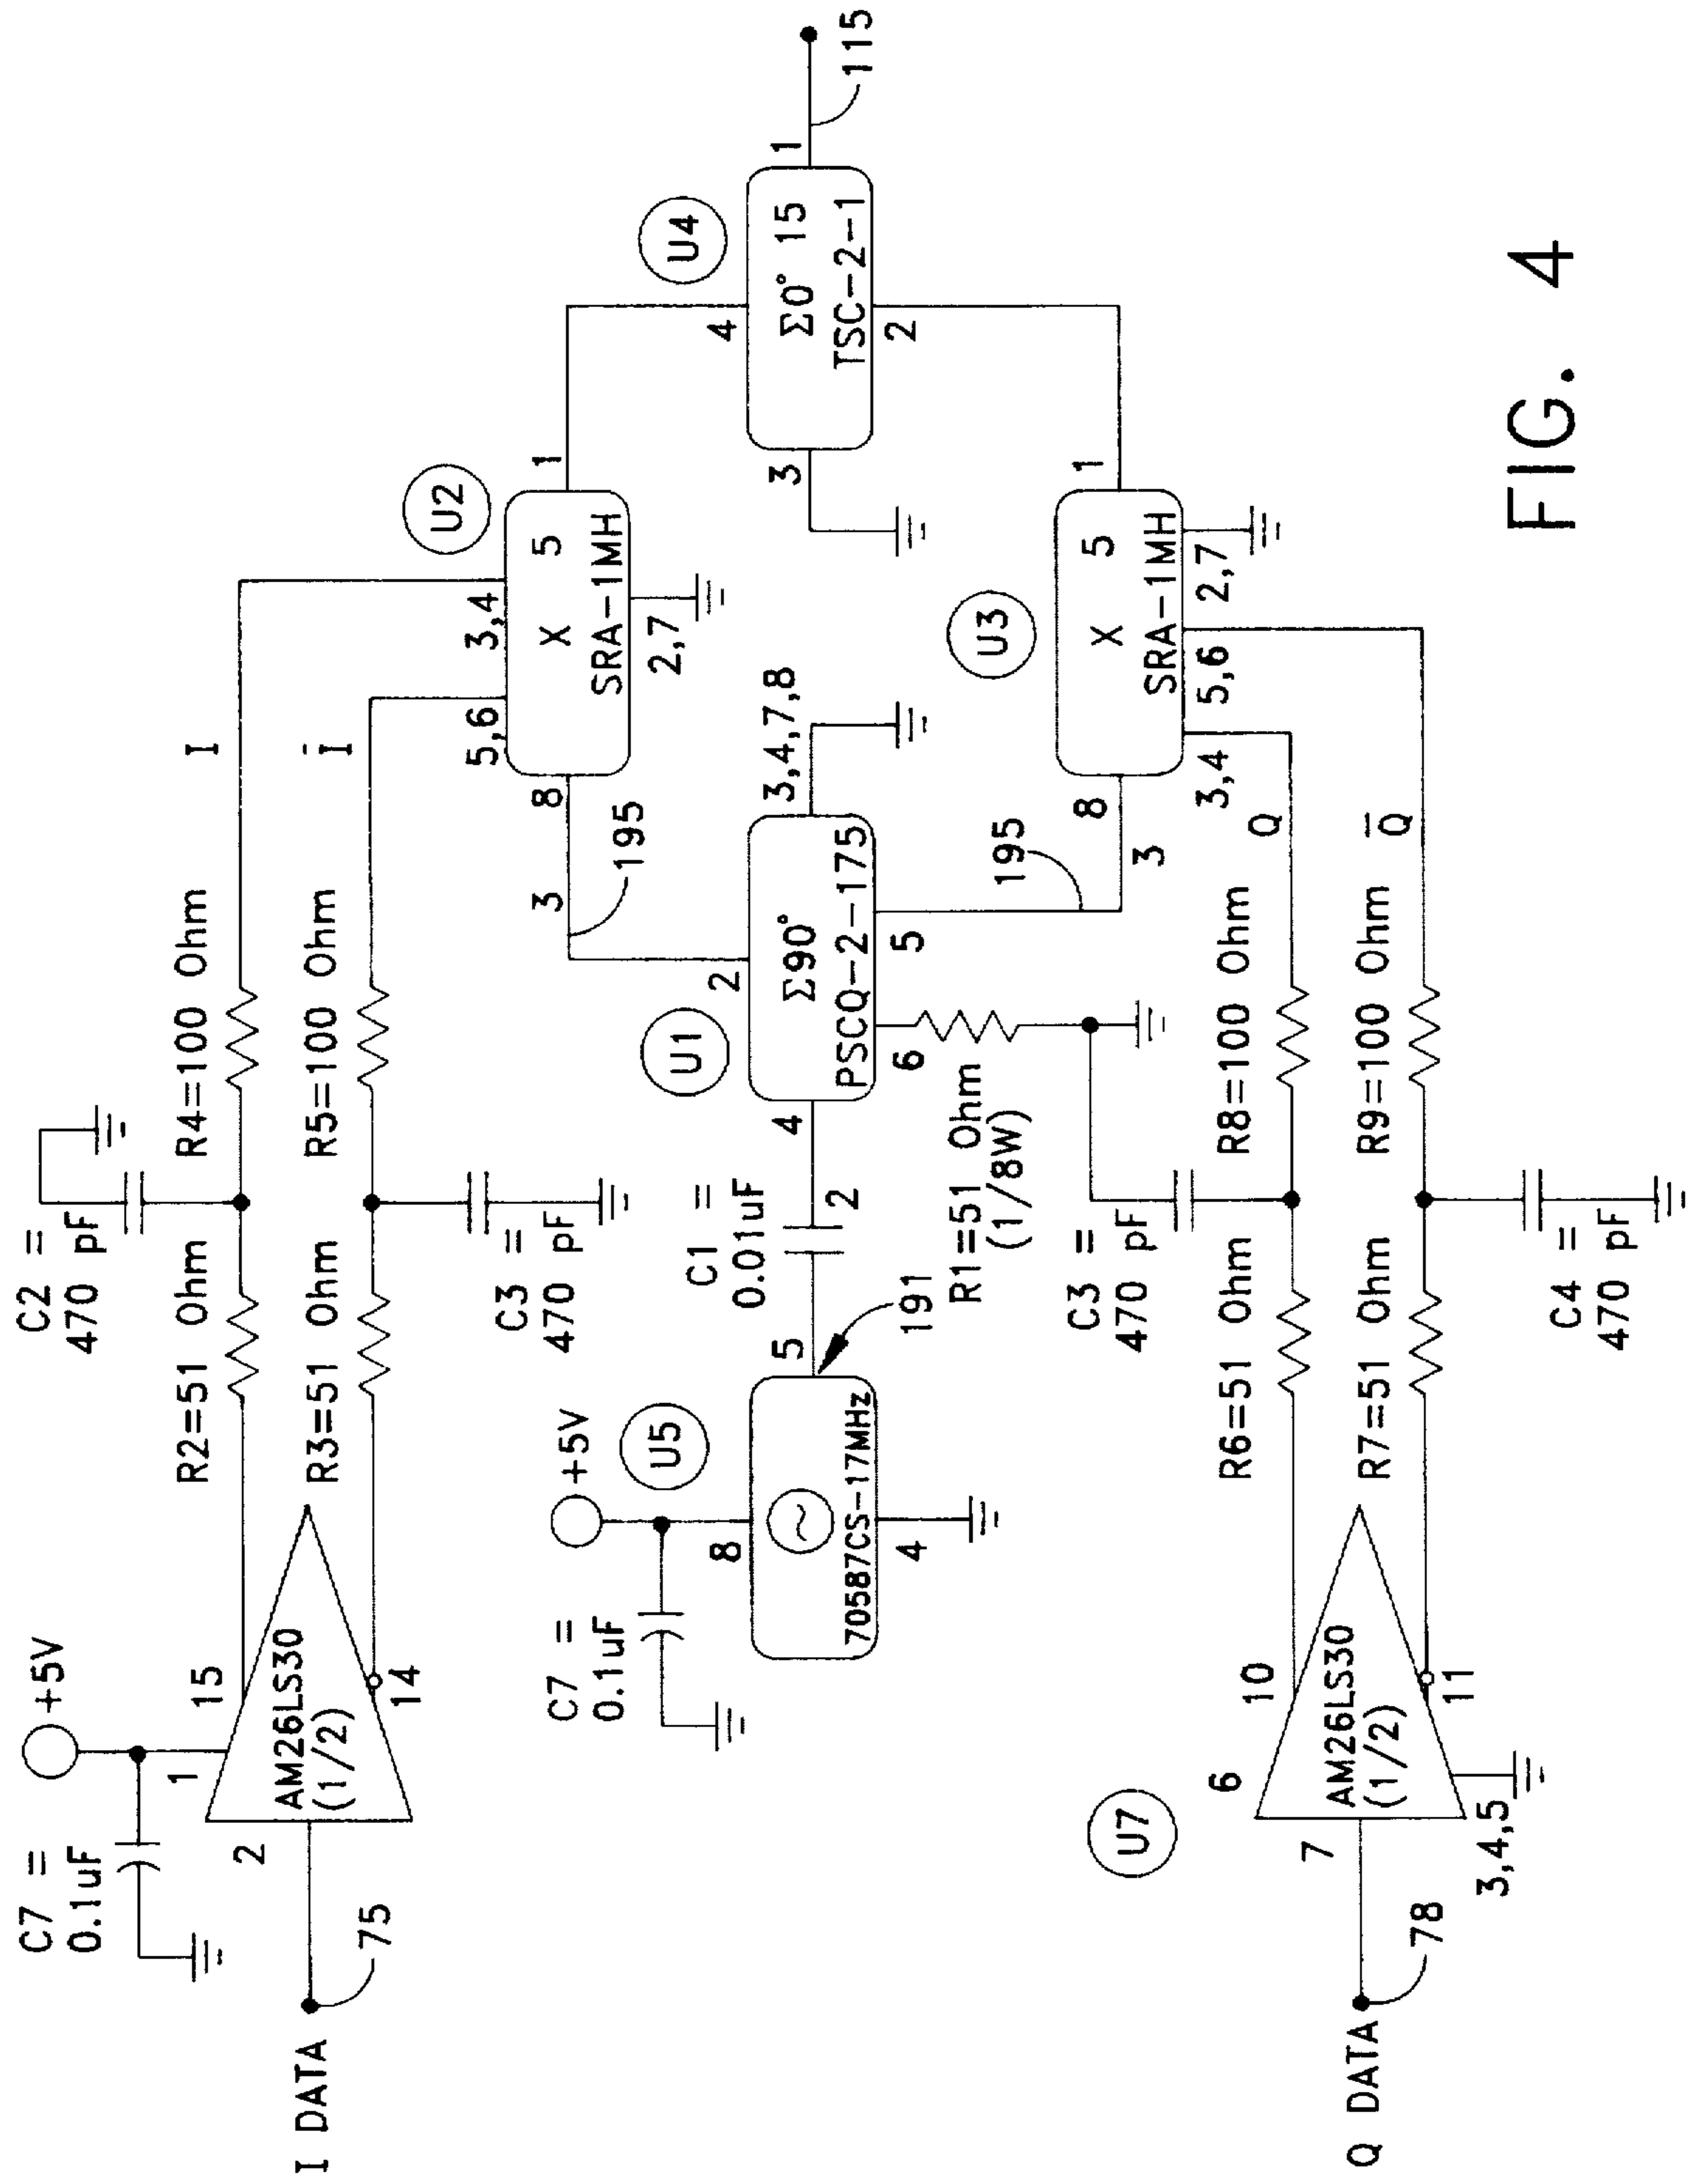 C7 =
0.1uF
+5V
1
15
2
AM26LS30
(1/2)
14
75
I DATA
C2 =
470 pF
R2=51 Ohm
R4=100 Ohm
I
R3=51 Ohm
R5=100 Ohm
Ī
C3 =
470 pF
U2
3,4
5,6
1
X 5
SRA-1MH
2,7
8
3
195
C7 =
0.1uF
+5V
U5
8
70587CS-17MHz
4
5
191
C1 =
0.01uF
2
4
U1
2
Σ90°
PSCQ-2-175
3,4,7,8
6
5
R1=51 Ohm
(1/8W)
195
U4
4
Σ0° 15
TSC-2-1
1
115
3
2
U3
1
X 5
SRA-1MH
8
3
3,4
5,6
2,7
C3 =
470 pF
R6=51 Ohm
R8=100 Ohm
Q
R7=51 Ohm
R9=100 Ohm
Q̄
C4 =
470 pF
U7
6
10
7
AM26LS30
(1/2)
11
3,4,5
78
Q DATA
FIG. 4